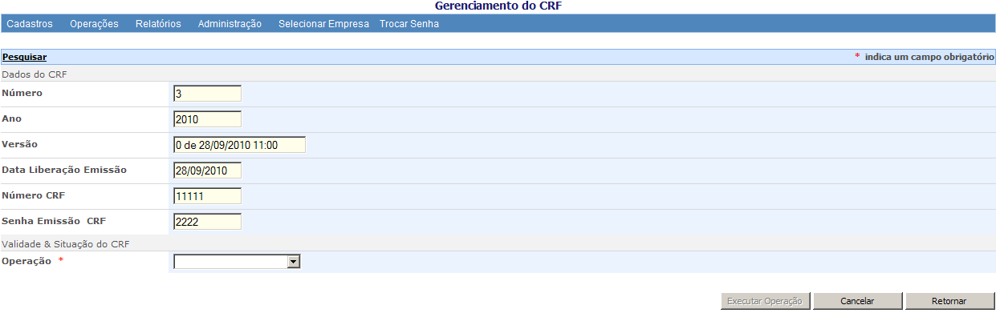 Gerenciamento do CRF
Cadastros Operações Relatórios Administração Selecionar Empresa Trocar Senha
Pesquisar * indica um campo obrigatório
Dados do CRF
Número 3
Ano 2010
Versão 0 de 28/09/2010 11:00
Data Liberação Emissão 28/09/2010
Número CRF 11111
Senha Emissão CRF 2222
Validade & Situação do CRF
Operação *
Executar Operação Cancelar Retornar